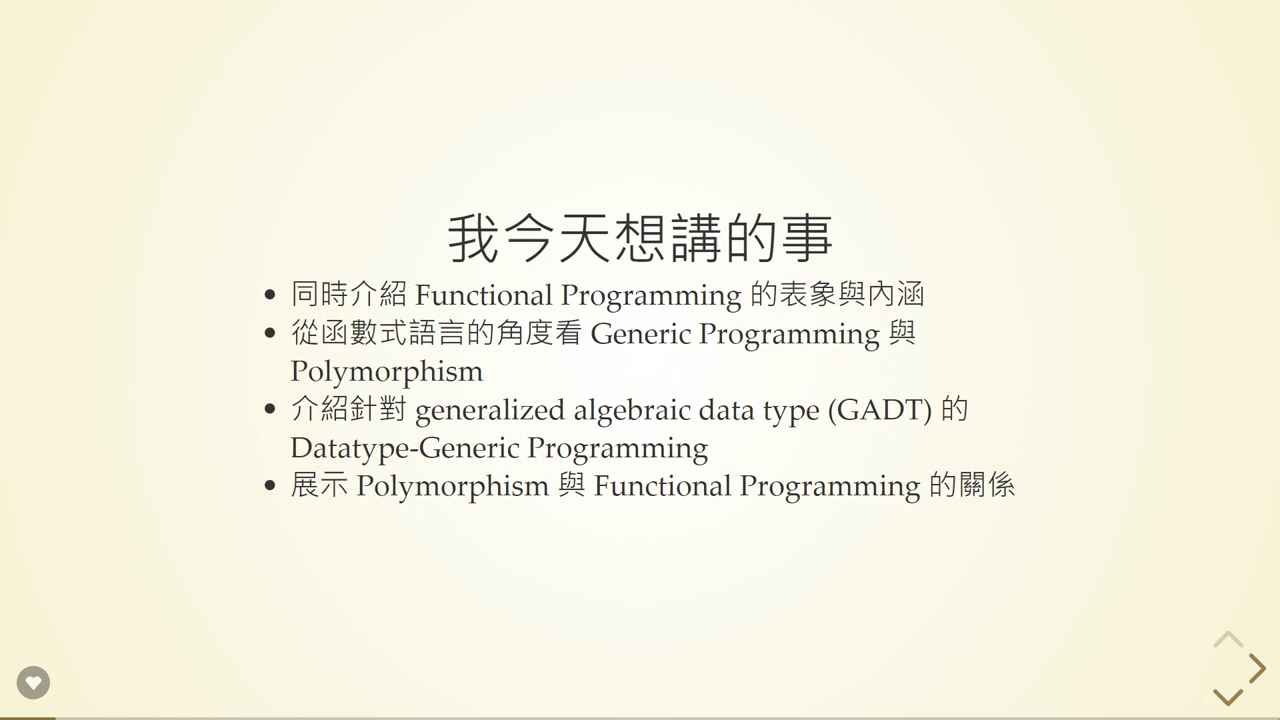 我今天想講的事
• 同時介紹 Functional Programming 的表象與內涵
• 從函數式語言的角度看 Generic Programming 與
Polymorphism
• 介紹針對 generalized algebraic data type (GADT) 的
Datatype-Generic Programming
• 展示 Polymorphism 與 Functional Programming 的關係